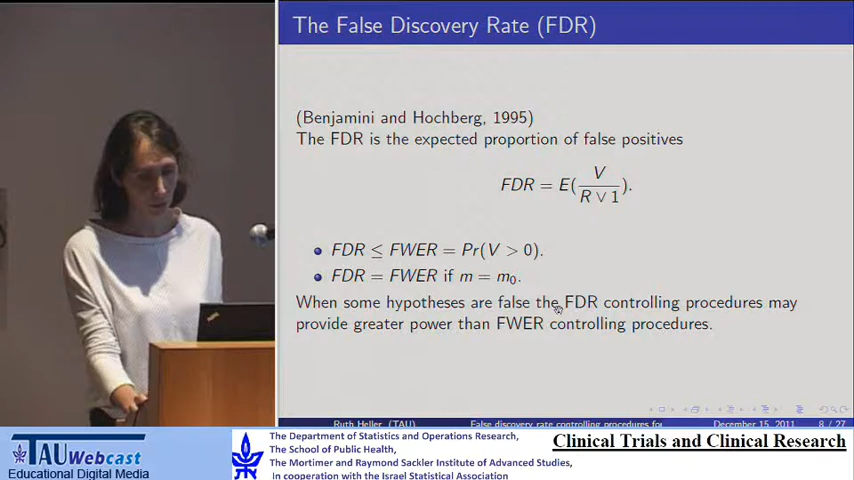 The False Discovery Rate (FDR)
(Benjamini and Hochberg, 1995)
The FDR is the expected proportion of false positives
FDR = E(V / R ∨ 1).
FDR ≤ FWER = Pr(V > 0).
FDR = FWER if m = m₀.
When some hypotheses are false the FDR controlling procedures may
provide greater power than FWER controlling procedures.
Ruth Heller (TAU) False discovery rate controlling procedures for December 15, 2011 8 / 27
TAU Webcast
Educational Digital Media
The Department of Statistics and Operations Research,
The School of Public Health,
The Mortimer and Raymond Sackler Institute of Advanced Studies,
In cooperation with the Israel Statistical Association
Clinical Trials and Clinical Research